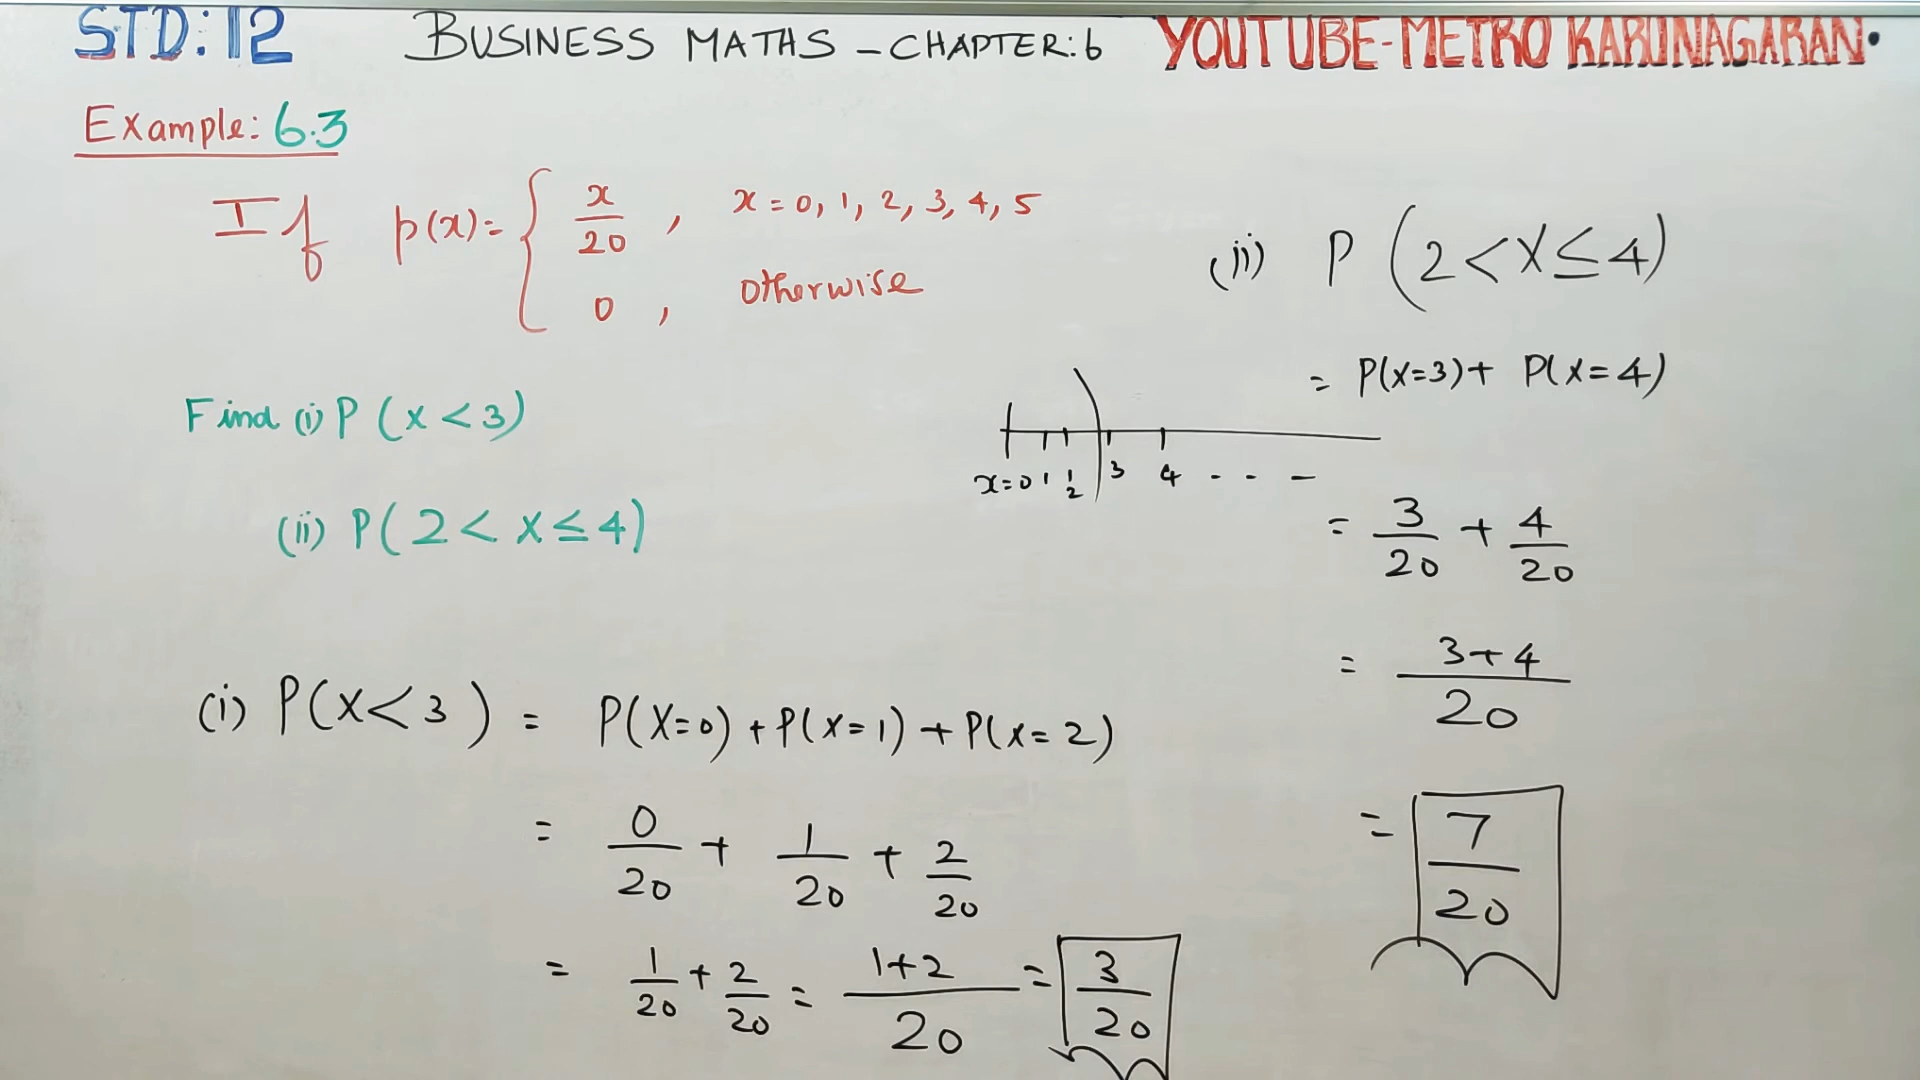 STD:12 BUSINESS MATHS – CHAPTER:6 YOUTUBE-METRO KARUNAGARAN.
Example: 6.3
If p(x)= { x/20 , x = 0, 1, 2, 3, 4, 5
0 , otherwise
Find (i) P (x < 3)
(ii) P( 2 < x ≤ 4)
(i) P(X< 3 ) = P(X=0) + P(X=1) + P(x= 2)
= 0/20 + 1/20 + 2/20
= 1/20 + 2/20 = 1+2/20 = 3/20
x=0 1 2 3 4 - - –
(ii) P (2<X≤4)
= P(X=3)+ P(X=4)
= 3/20 + 4/20
= 3+4/20
= 7/20